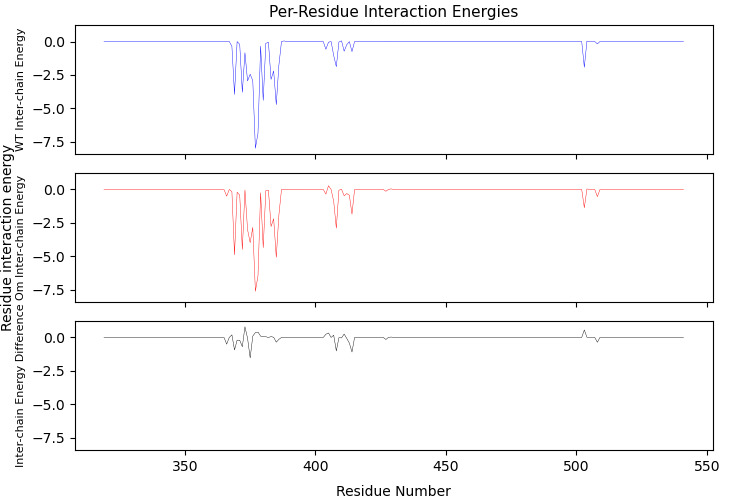 Per-Residue Interaction Energies
Residue interaction energy
WT Inter-chain Energy
0.0
−2.5
−5.0
−7.5
Om Inter-chain Energy
0.0
−2.5
−5.0
−7.5
Inter-chain Energy Difference
0.0
−2.5
−5.0
−7.5
350 400 450 500 550
Residue Number